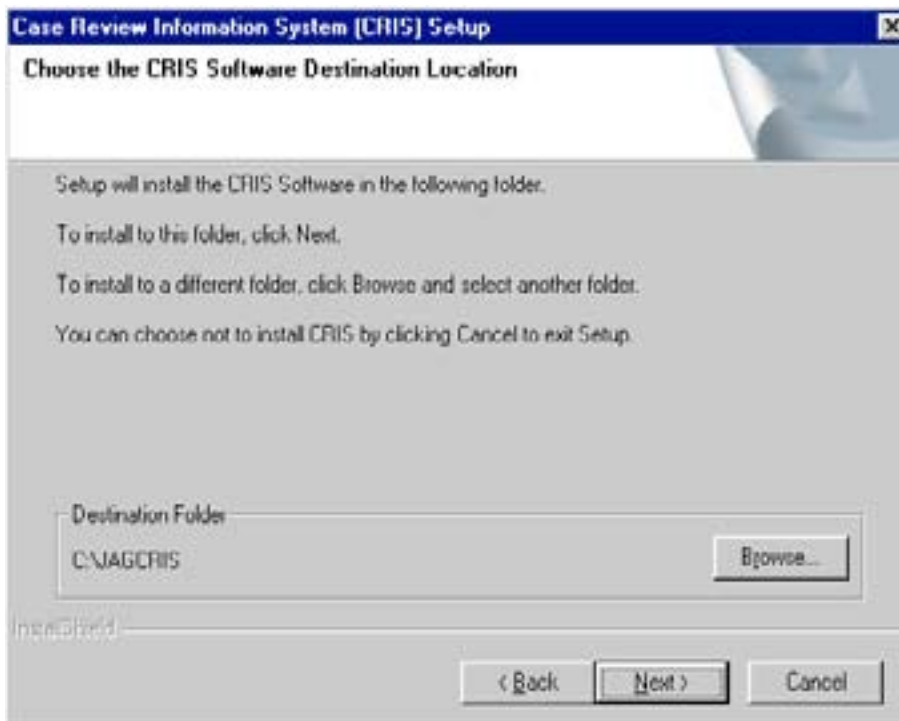 Case Review Information System [CRIS] Setup
Choose the CRIS Software Destination Location
Setup will install the CRIS Software in the following folder.
To install to this folder, click Next.
To install to a different folder, click Browse and select another folder.
You can choose not to install CRIS by clicking Cancel to exit Setup.
Destination Folder
C:\JAGCRIS
Browse...
InstallShield
< Back
Next >
Cancel